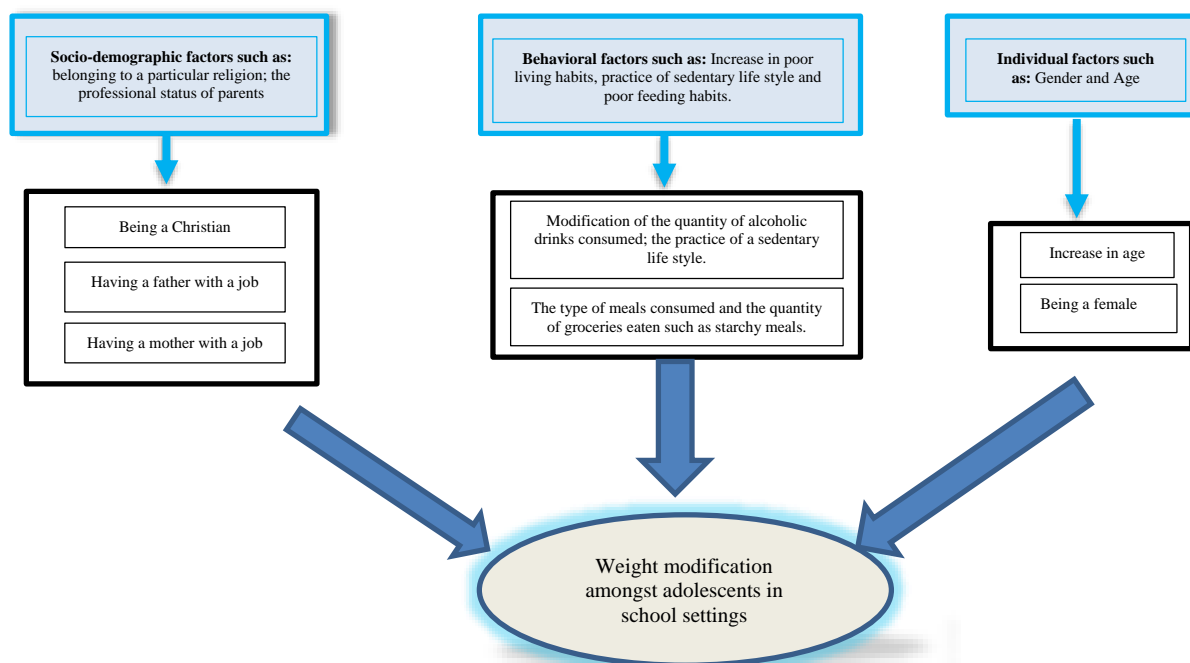 Socio-demographic factors such as:
belonging to a particular religion; the
professional status of parents
Behavioral factors such as: Increase in poor
living habits, practice of sedentary life style and
poor feeding habits.
Individual factors such
as: Gender and Age
Being a Christian
Having a father with a job
Having a mother with a job
Modification of the quantity of alcoholic
drinks consumed; the practice of a sedentary
life style.
The type of meals consumed and the quantity
of groceries eaten such as starchy meals.
Increase in age
Being a female
Weight modification
amongst adolescents in
school settings